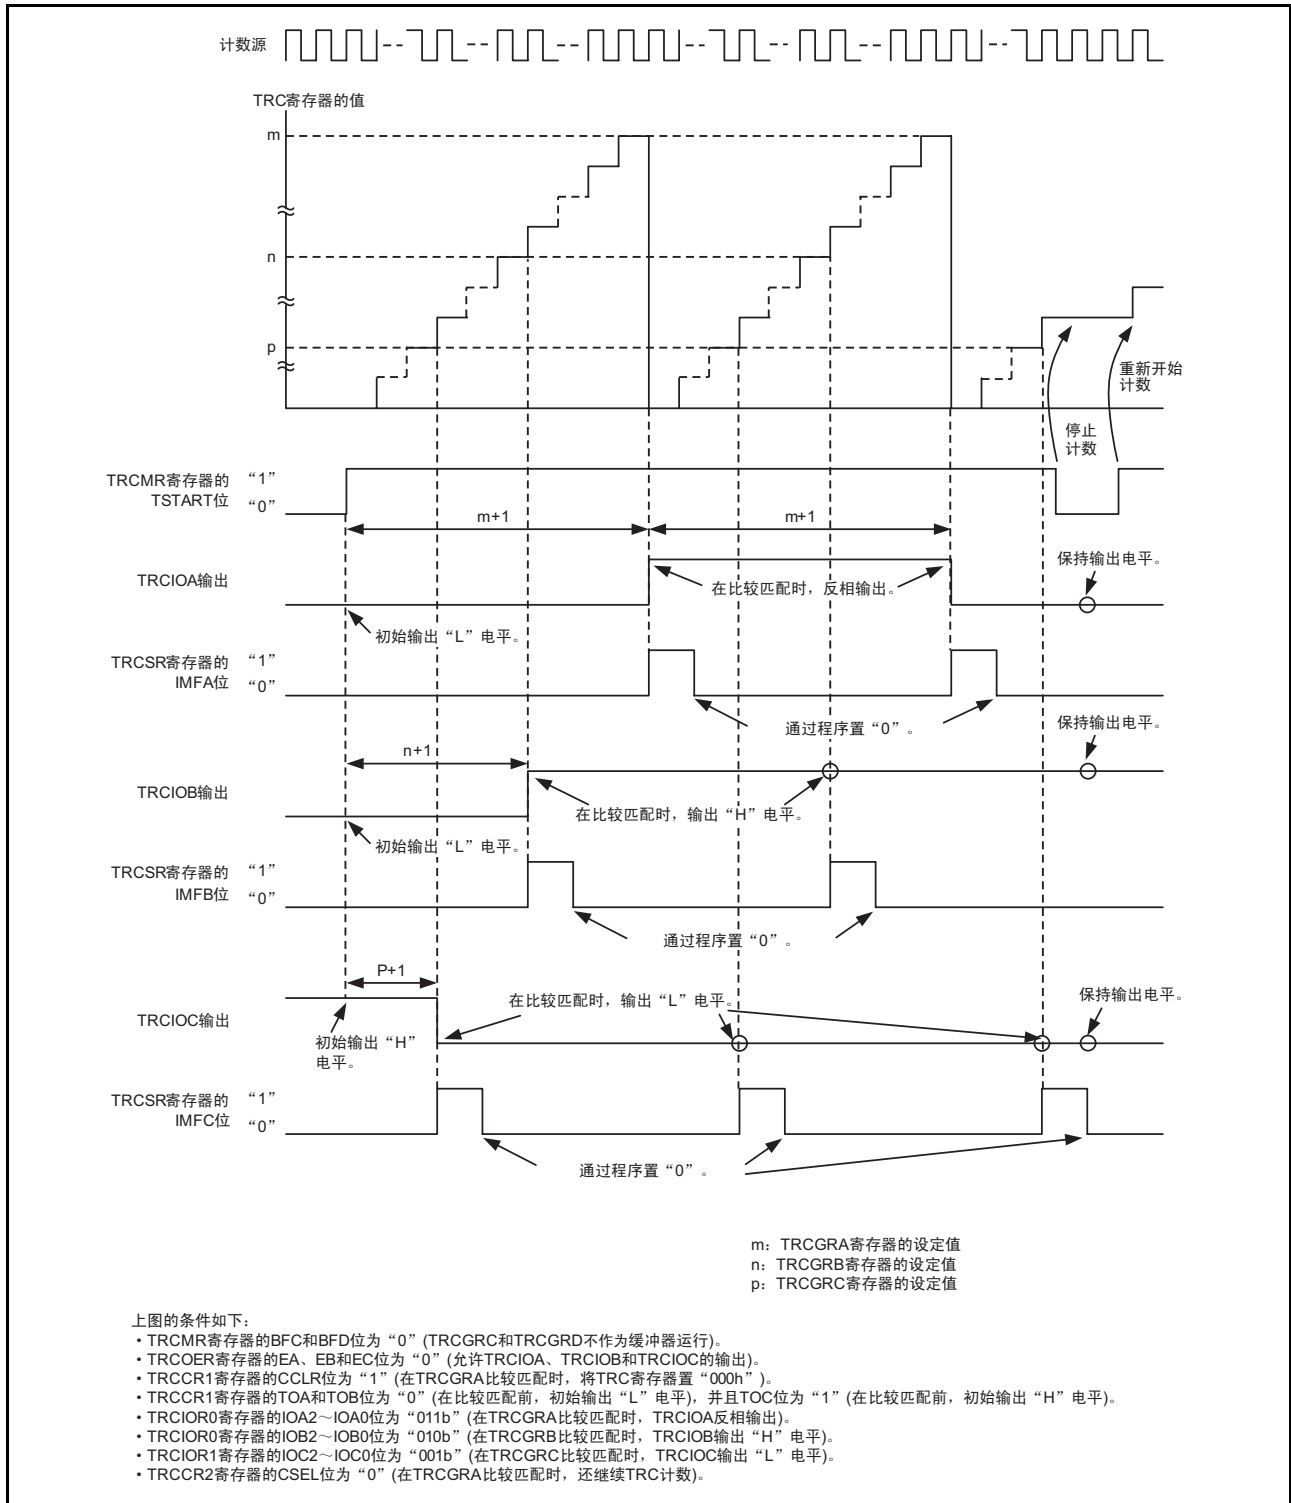 计数源
TRC寄存器的值
m
n
p
重新开始
计数
停止
计数
TRCMR寄存器的 “1”
TSTART位 “0”
m+1
m+1
保持输出电平。
TRCIOA输出
在比较匹配时，反相输出。
初始输出“L”电平。
TRCSR寄存器的 “1”
IMFA位 “0”
通过程序置“0”。
保持输出电平。
n+1
TRCIOB输出
在比较匹配时，输出“H”电平。
初始输出“L”电平。
TRCSR寄存器的 “1”
IMFB位 “0”
通过程序置“0”。
P+1
在比较匹配时，输出“L”电平。
保持输出电平。
TRCIOC输出
初始输出“H”
电平。
TRCSR寄存器的 “1”
IMFC位 “0”
通过程序置“0”。
m：TRCGRA寄存器的设定值
n：TRCGRB寄存器的设定值
p：TRCGRC寄存器的设定值
上图的条件如下：
・TRCMR寄存器的BFC和BFD位为“0”(TRCGRC和TRCGRD不作为缓冲器运行)。
・TRCOER寄存器的EA、EB和EC位为“0”(允许TRCIOA、TRCIOB和TRCIOC的输出)。
・TRCCR1寄存器的CCLR位为“1”(在TRCGRA比较匹配时，将TRC寄存器置“000h”)。
・TRCCR1寄存器的TOA和TOB位为“0”(在比较匹配前，初始输出“L”电平)，并且TOC位为“1”(在比较匹配前，初始输出“H”电平)。
・TRCIOR0寄存器的IOA2～IOA0位为“011b”(在TRCGRA比较匹配时，TRCIOA反相输出)。
・TRCIOR0寄存器的IOB2～IOB0位为“010b”(在TRCGRB比较匹配时，TRCIOB输出“H”电平)。
・TRCIOR1寄存器的IOC2～IOC0位为“001b”(在TRCGRC比较匹配时，TRCIOC输出“L”电平)。
・TRCCR2寄存器的CSEL位为“0”(在TRCGRA比较匹配时，还继续TRC计数)。